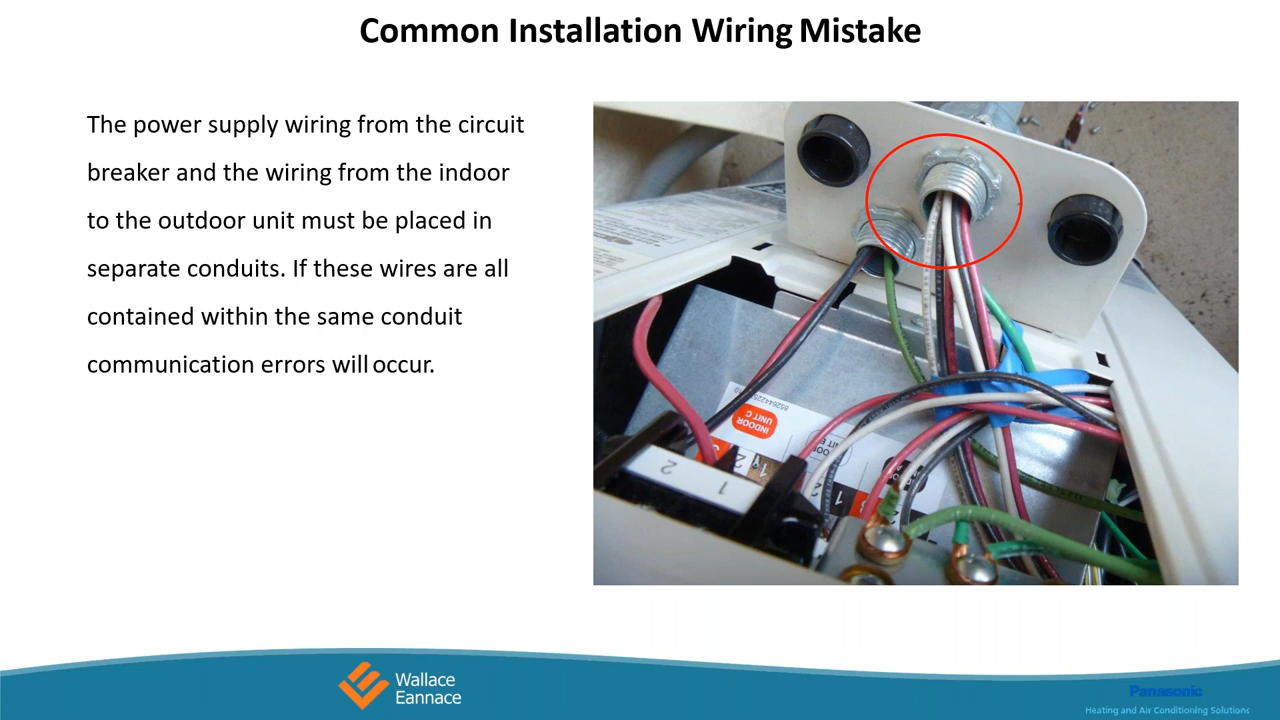 Common Installation Wiring Mistake
The power supply wiring from the circuit
breaker and the wiring from the indoor
to the outdoor unit must be placed in
separate conduits. If these wires are all
contained within the same conduit
communication errors will occur.
INDOOR
UNIT C
2
1
Wallace
Eannace
Panasonic
Heating and Air Conditioning Solutions